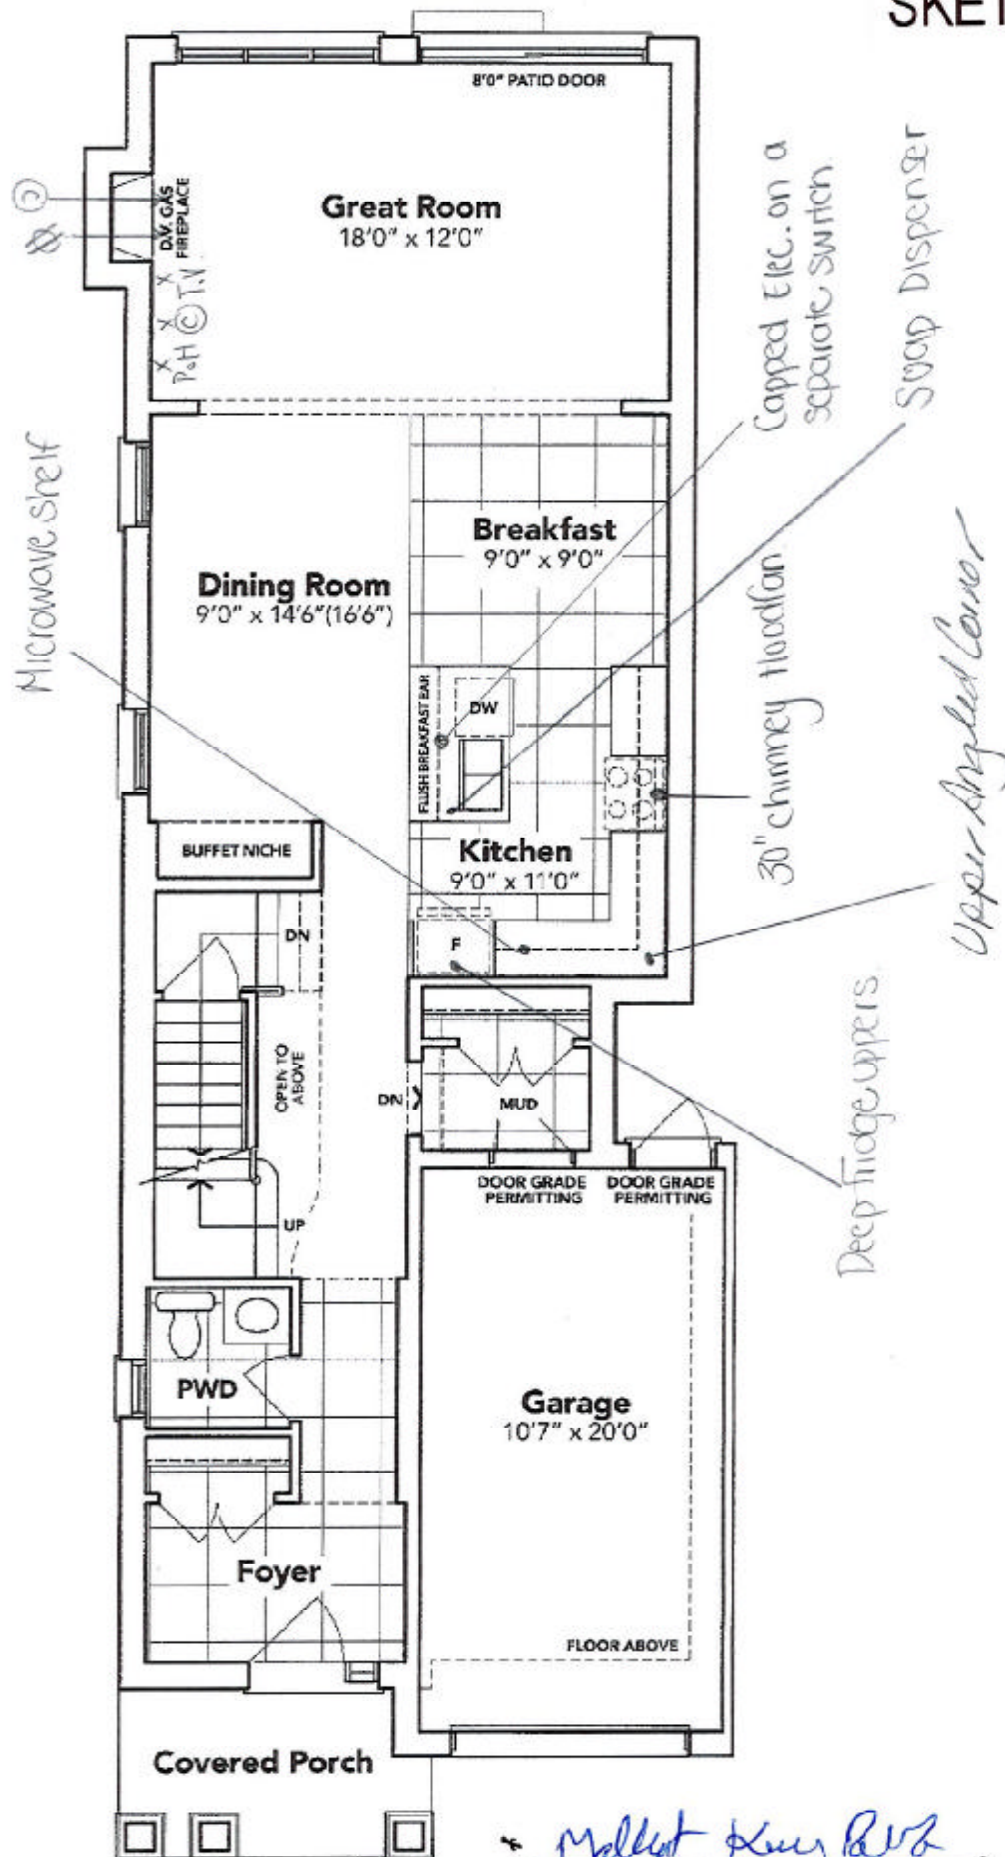 SKET
8'0" PATIO DOOR
D.V. GAS
FIREPLACE
Great Room
18'0" x 12'0"
X X X
P.H © T.V.
Capped Elec. on a
separate switch
Soap Dispenser
Microwave shelf
Breakfast
9'0" x 9'0"
Dining Room
9'0" x 14'6"(16'6")
FLUSH BREAKFAST BAR
DW
30" chimney Hoodfan
Upper Angled Corner
BUFFET NICHE
Kitchen
9'0" x 11'0"
F
DN
OPEN TO
ABOVE
DN
MUD
Deep Fridge uppers
DOOR GRADE
PERMITTING
DOOR GRADE
PERMITTING
UP
PWD
Garage
10'7" x 20'0"
Foyer
FLOOR ABOVE
Covered Porch